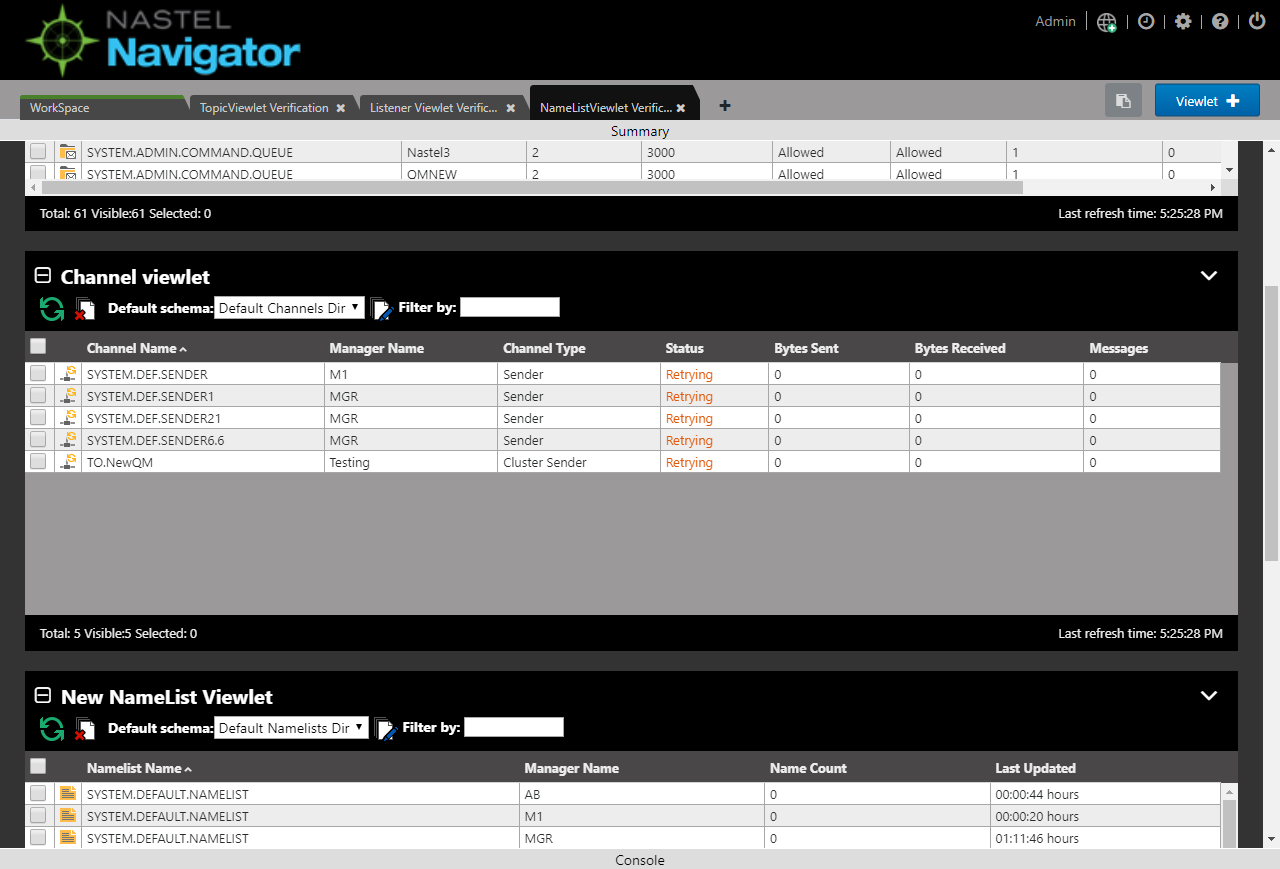 NASTEL
Navigator
Admin
WorkSpace
TopicViewlet Verification
Listener Viewlet Verific...
NameListViewlet Verific...
Viewlet
Summary
SYSTEM.ADMIN.COMMAND.QUEUE Nastel3 2 3000 Allowed Allowed 1 0
SYSTEM.ADMIN.COMMAND.QUEUE QMNEW 2 3000 Allowed Allowed 1 0
Total: 61 Visible:61 Selected: 0 Last refresh time: 5:25:28 PM
Channel viewlet
Default schema: Default Channels Dir Filter by:
Channel Name Manager Name Channel Type Status Bytes Sent Bytes Received Messages
SYSTEM.DEF.SENDER M1 Sender Retrying 0 0 0
SYSTEM.DEF.SENDER1 MGR Sender Retrying 0 0 0
SYSTEM.DEF.SENDER21 MGR Sender Retrying 0 0 0
SYSTEM.DEF.SENDER6.6 MGR Sender Retrying 0 0 0
TO.NewQM Testing Cluster Sender Retrying 0 0 0
Total: 5 Visible:5 Selected: 0 Last refresh time: 5:25:28 PM
New NameList Viewlet
Default schema: Default Namelists Dir Filter by:
Namelist Name Manager Name Name Count Last Updated
SYSTEM.DEFAULT.NAMELIST AB 0 00:00:44 hours
SYSTEM.DEFAULT.NAMELIST M1 0 00:00:20 hours
SYSTEM.DEFAULT.NAMELIST MGR 0 01:11:46 hours
Console